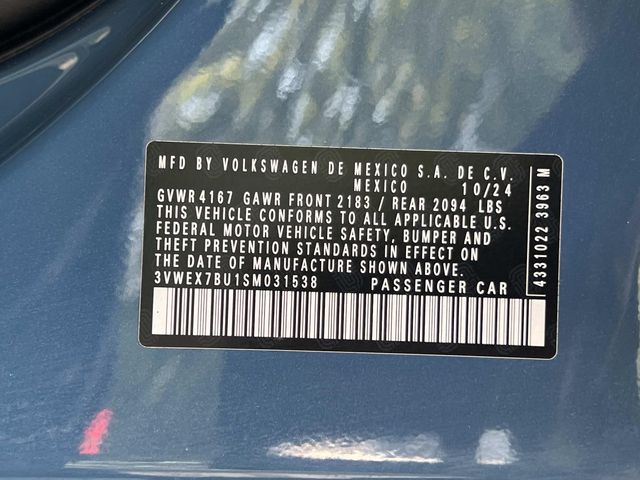 MFD BY VOLKSWAGEN DE MEXICO S.A. DE C.V.
MEXICO 10/24
GVWR 4167 GAWR FRONT 2183 / REAR 2094 LBS
THIS VEHICLE CONFORMS TO ALL APPLICABLE U.S.
FEDERAL MOTOR VEHICLE SAFETY, BUMPER AND
THEFT PREVENTION STANDARDS IN EFFECT ON
THE DATE OF MANUFACTURE SHOWN ABOVE.
3VWEX7BU1SM031538 PASSENGER CAR
4331022 3963 M